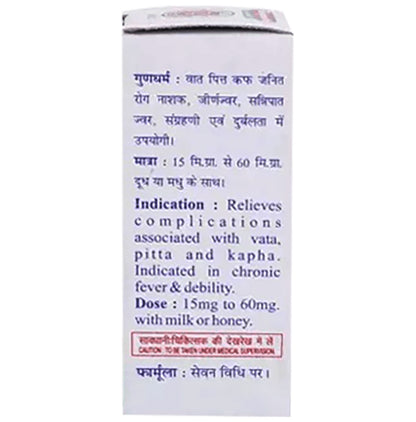 गुणधर्म : वात पित्त कफ जनित
रोग नाशक, जीर्णज्वर, सन्निपात
ज्वर, संग्रहणी एवं दुर्बलता में
उपयोगी।
मात्रा : 15 मि.ग्रा. से 60 मि.ग्रा.
दूध या मधु के साथ।
Indication : Relieves
complications
associated with vata,
pitta and kapha.
Indicated in chronic
fever & debility.
Dose : 15mg to 60mg.
with milk or honey.
सावधानी:चिकित्सक की देखरेख में लें
CAUTION : TO BE TAKEN UNDER MEDICAL SUPERVISION.
फार्मूला : सेवन विधि पर।